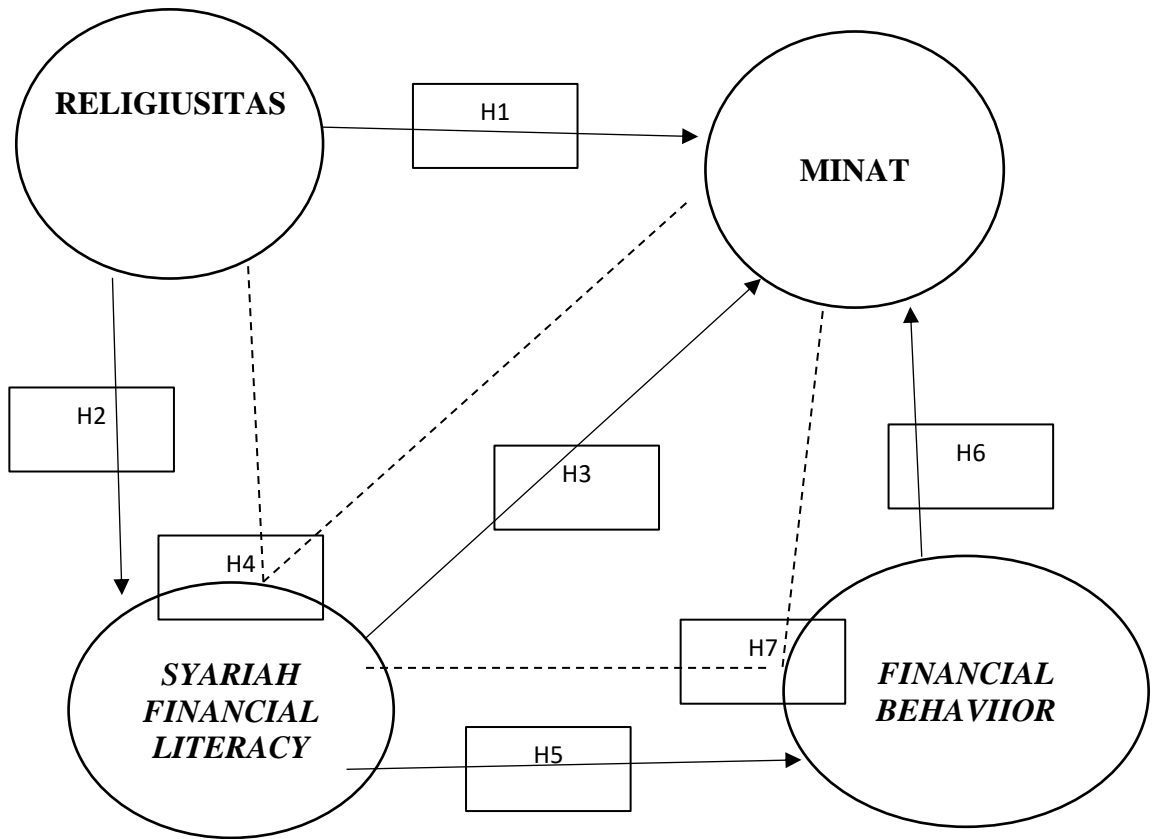 RELIGIUSITAS
H1
MINAT
H2
H3
H6
H4
H7
SYARIAH
FINANCIAL
LITERACY
FINANCIAL
BEHAVIIOR
H5